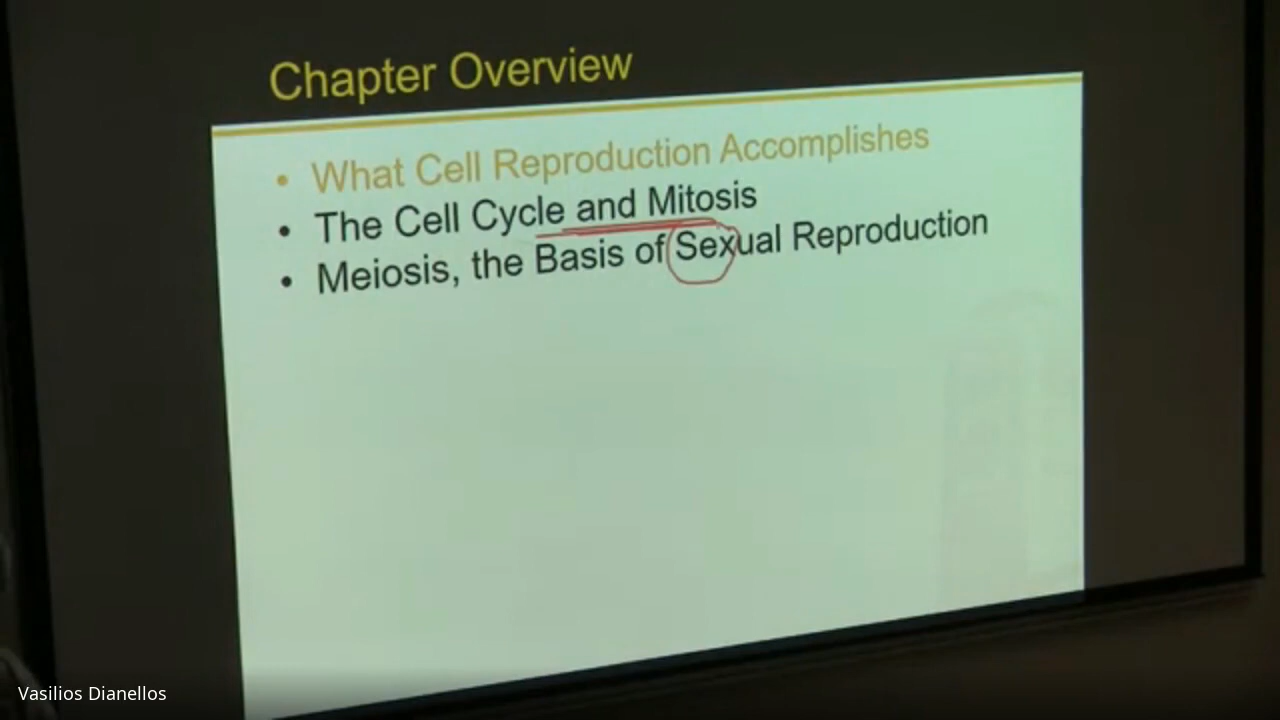 Chapter Overview
• What Cell Reproduction Accomplishes
• The Cell Cycle and Mitosis
• Meiosis, the Basis of Sexual Reproduction
Vasilios Dianellos